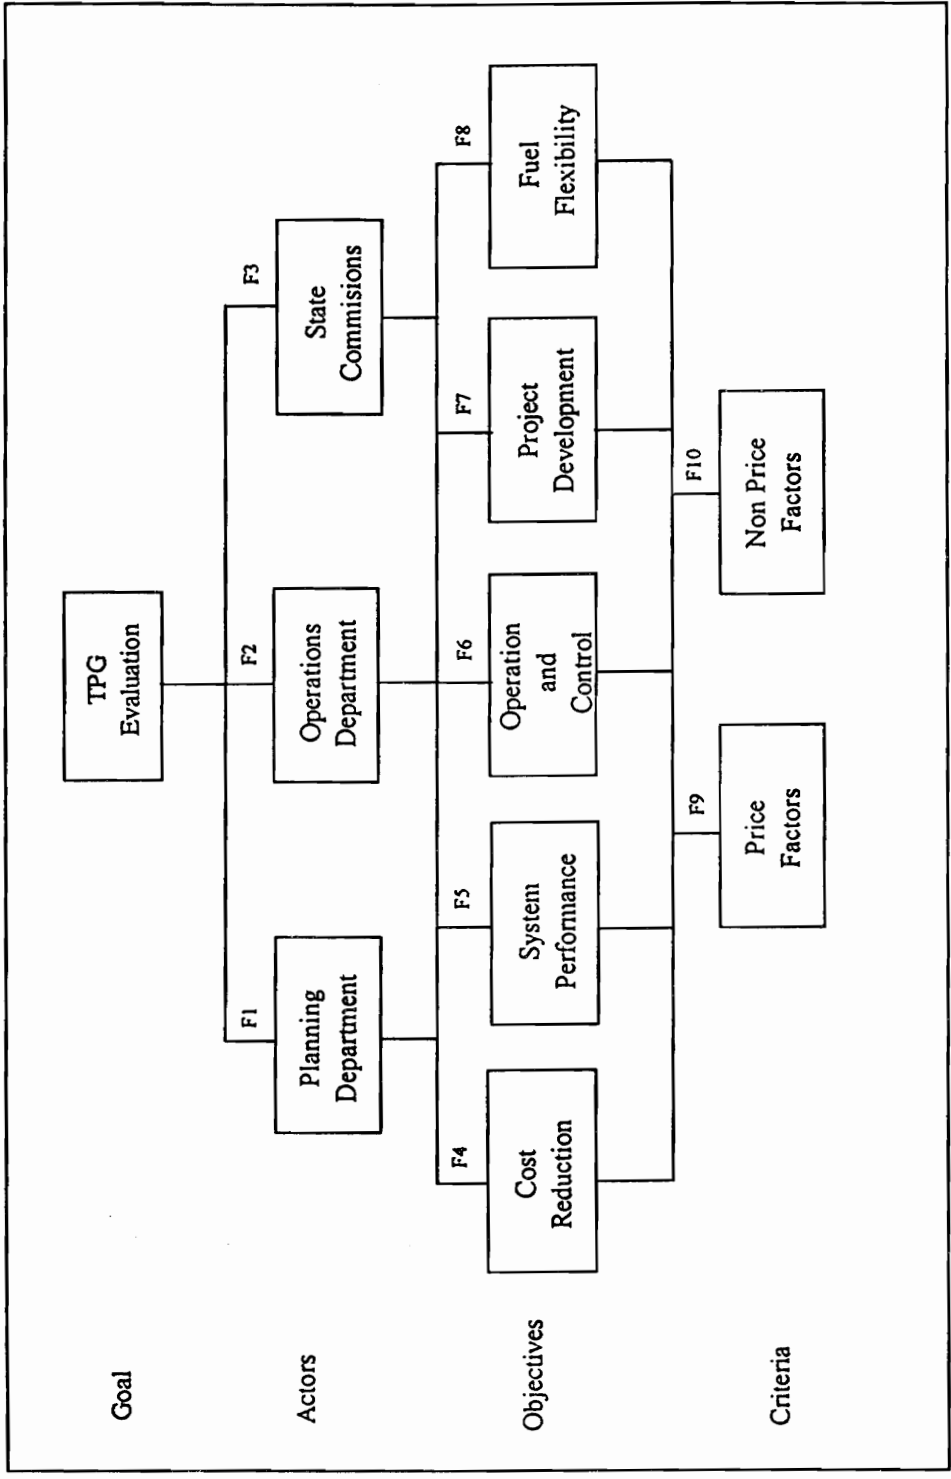 Goal
TPG
Evaluation
Actors
F1
F2
F3
Planning
Department
Operations
Department
State
Commisions
Objectives
F4
F5
F6
F7
F8
Cost
Reduction
System
Performance
Operation
and
Control
Project
Development
Fuel
Flexibility
Criteria
F9
F10
Price
Factors
Non Price
Factors